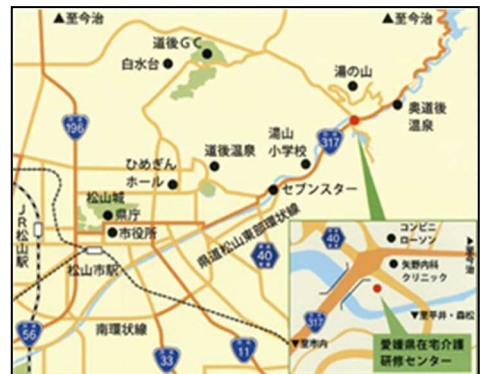 ▲至今治
▲至今治
道後GC
白水台
湯の山
奥道後
温泉
196
317
湯山
小学校
道後温泉
ひめぎん
ホール
セブンスター
松山城
県庁
市役所
JR松山駅
松山市駅
県道松山東部環状線
40
南環状線
56
33
11
40
コンビニ
ローソン
▲至今治
矢野内科
クリニック
317
▼至平井・森松
▼至市内
愛媛県在宅介護
研修センター